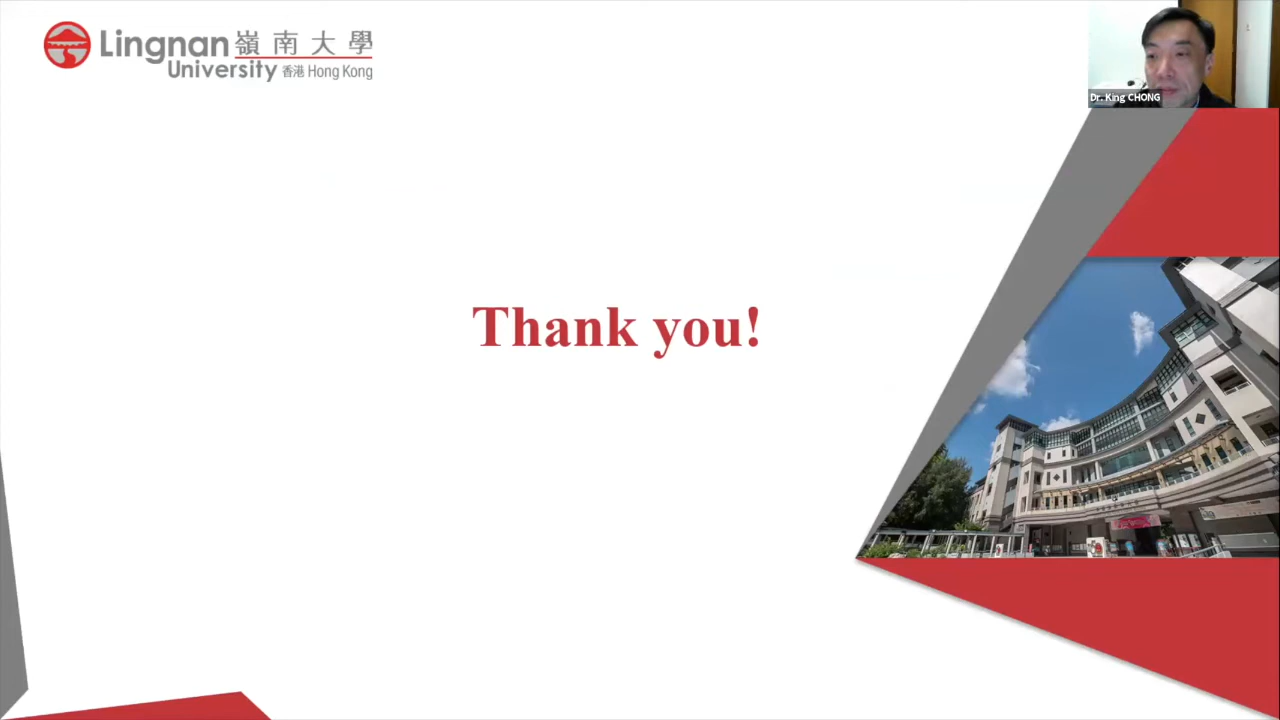 Lingnan 嶺南大學
University 香港 Hong Kong
Dr. King CHONG
Thank you!